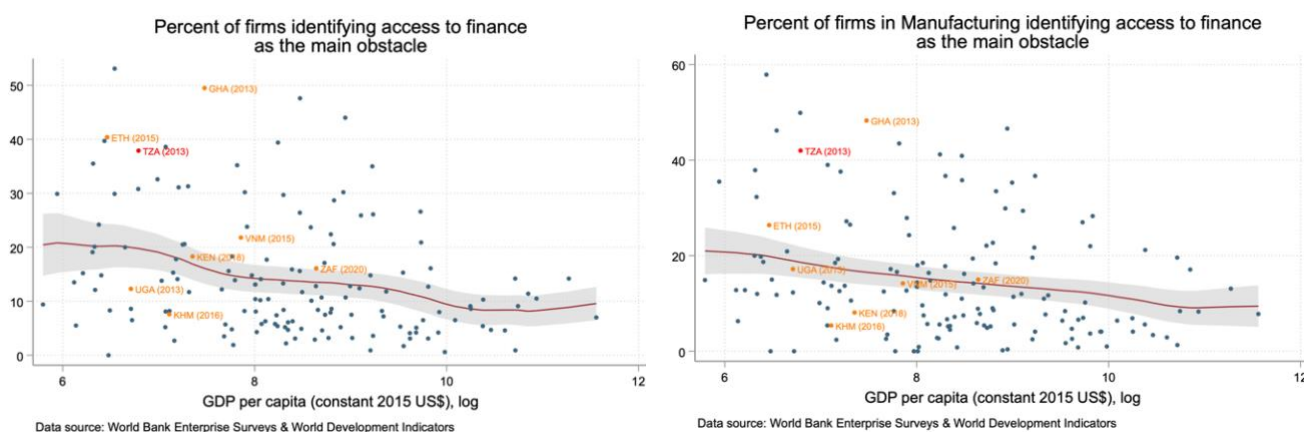 Percent of firms identifying access to finance
as the main obstacle
50
40
30
20
10
0
GHA (2013)
ETH (2015)
TZA (2013)
VNM (2015)
KEN (2018)
ZAF (2020)
UGA (2013)
KHM (2016)
6
8
10
12
GDP per capita (constant 2015 US$), log
Data source: World Bank Enterprise Surveys & World Development Indicators
Percent of firms in Manufacturing identifying access to finance
as the main obstacle
60
40
20
0
GHA (2013)
TZA (2013)
ETH (2015)
UGA (2013)
VNM (2015)
ZAF (2020)
KEN (2018)
KHM (2016)
6
8
10
12
GDP per capita (constant 2015 US$), log
Data source: World Bank Enterprise Surveys & World Development Indicators